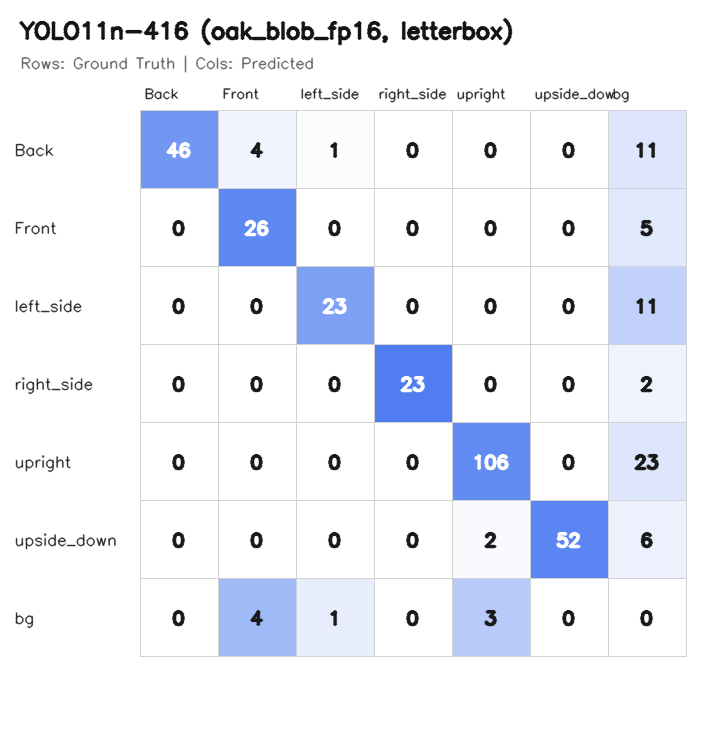 YOLO11n-416 (oak_blob_fp16, letterbox)
Rows: Ground Truth | Cols: Predicted
Back Front left_side right_side upright upside_dowbg
Back 46 4 1 0 0 0 11
Front 0 26 0 0 0 0 5
left_side 0 0 23 0 0 0 11
right_side 0 0 0 23 0 0 2
upright 0 0 0 0 106 0 23
upside_down 0 0 0 0 2 52 6
bg 0 4 1 0 3 0 0